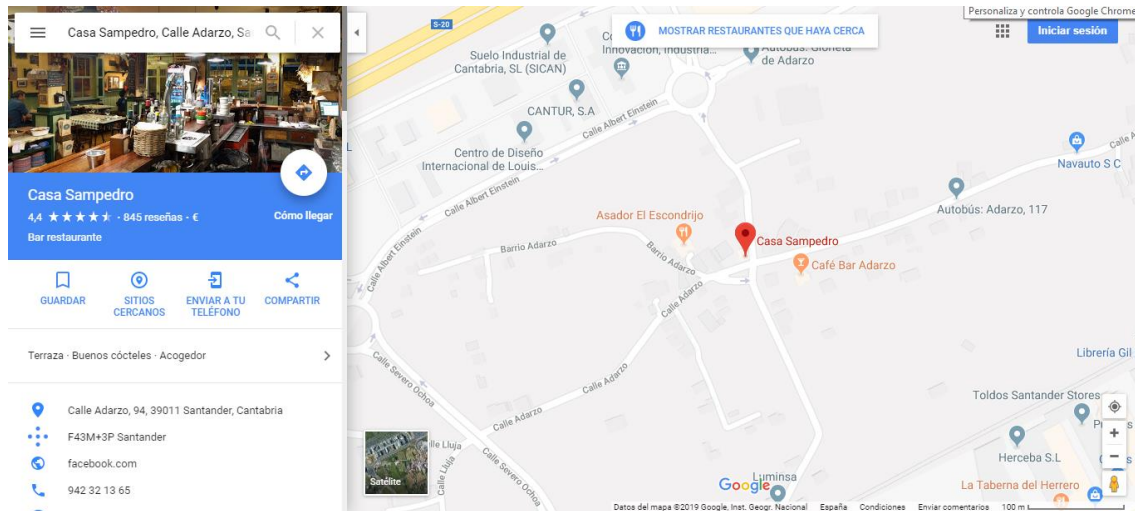 Casa Sampedro, Calle Adarzo, Sa
Casa Sampedro
4,4 · 845 reseñas · €
Cómo llegar
Bar restaurante
GUARDAR
SITIOS
CERCANOS
ENVIAR A TU
TELÉFONO
COMPARTIR
Terraza · Buenos cócteles · Acogedor
Calle Adarzo, 94, 39011 Santander, Cantabria
F43M+3P Santander
facebook.com
942 32 13 65
Personaliza y controla Google Chrome
MOSTRAR RESTAURANTES QUE HAYA CERCA
Iniciar sesión
S-20
Suelo Industrial de
Cantabria, SL (SICAN)
Innovación, Industria...
Autobús: Glorieta
de Adarzo
CANTUR, S.A
Calle Albert Einstein
Centro de Diseño
Internacional de Louis...
Calle Albert Einstein
Calle Albert Einstein
Navauto S C
Autobús: Adarzo, 117
Asador El Escondrijo
Barrio Adarzo
Barrio Adarzo
Casa Sampedro
Café Bar Adarzo
Calle Adarzo
Calle Severo Ochoa
Calle Adarzo
Calle Adarzo
Librería Gil
Toldos Santander Stores
Calle Lluja
Calle Severo Ochoa
Herceba S.L
Satélite
Google
Luminsa
La Taberna del Herrero
Datos del mapa ©2019 Google, Inst. Geogr. Nacional España Condiciones Enviar comentarios 100 m